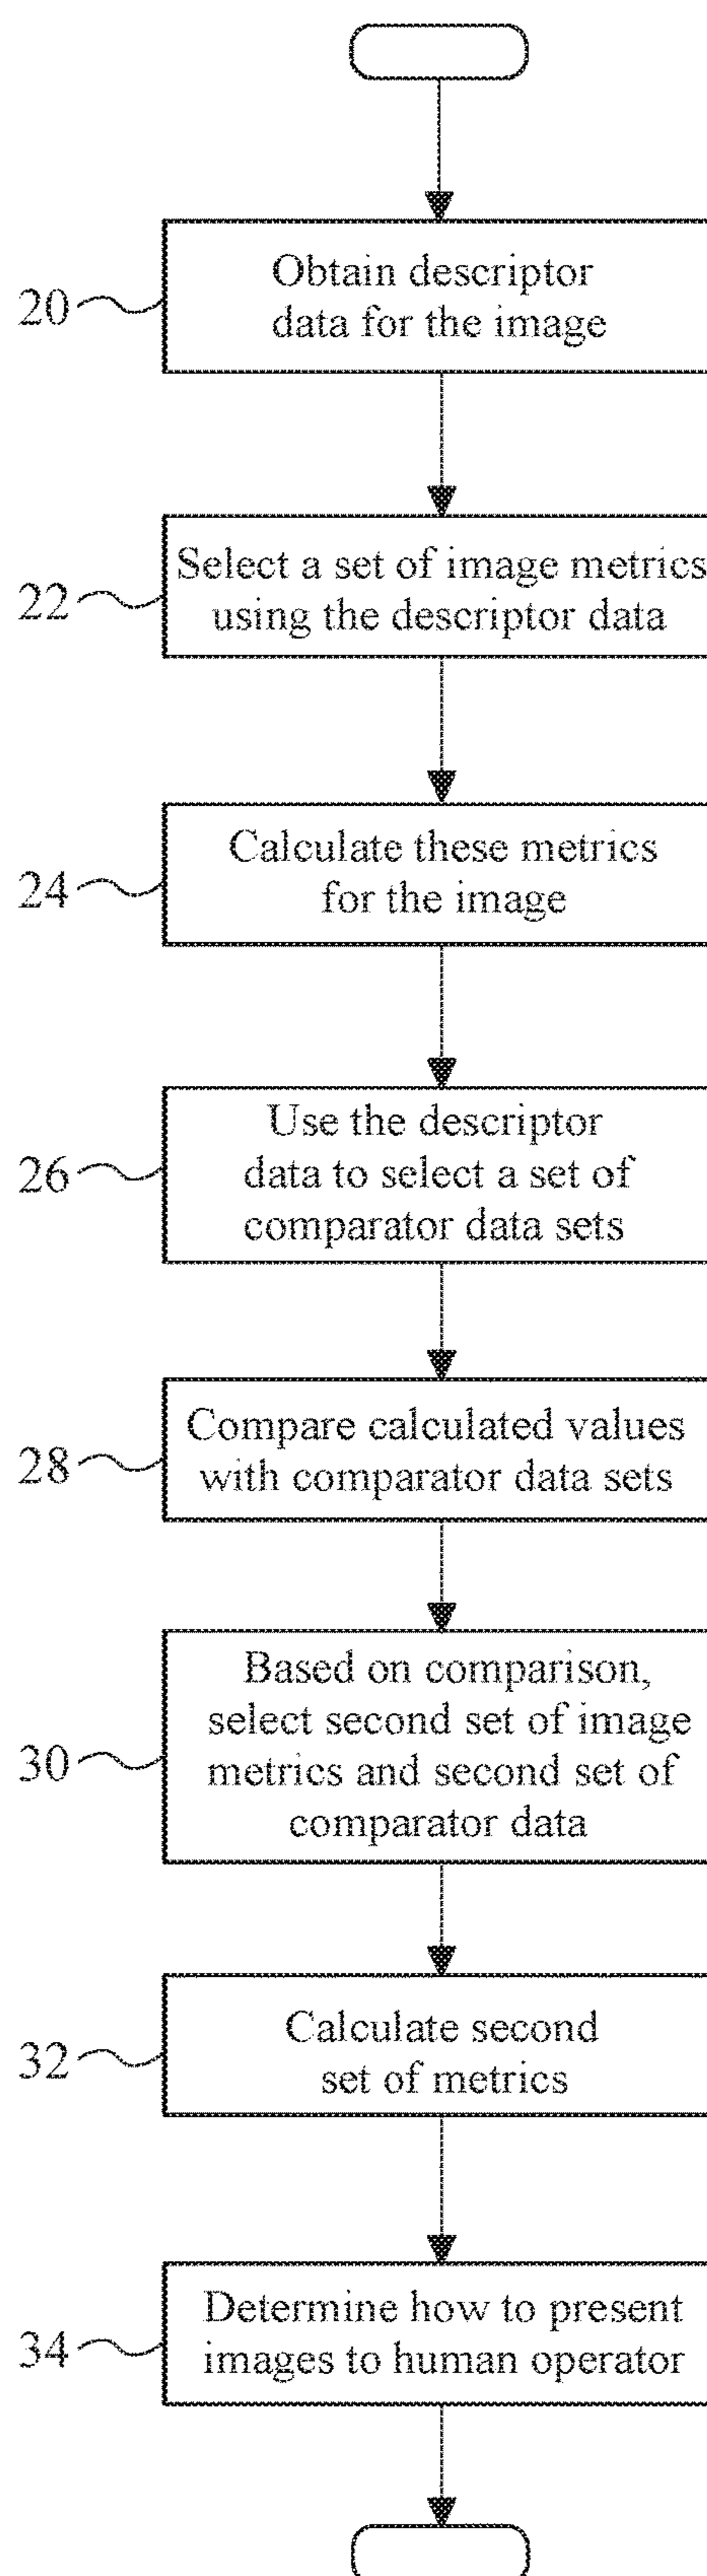 20
Obtain descriptor
data for the image
22
Select a set of image metrics
using the descriptor data
24
Calculate these metrics
for the image
26
Use the descriptor
data to select a set of
comparator data sets
28
Compare calculated values
with comparator data sets
30
Based on comparison,
select second set of image
metrics and second set of
comparator data
32
Calculate second
set of metrics
34
Determine how to present
images to human operator